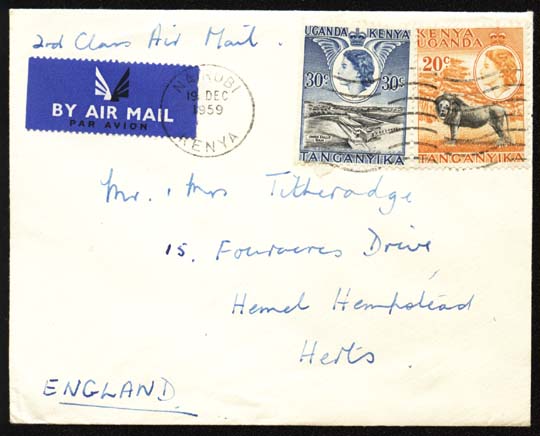 2nd Class Air Mail.
BY AIR MAIL
PAR AVION
NAIROBI
19 DEC
1959
KENYA
UGANDA KENYA
30c 30c
TANGANYIKA
KENYA
UGANDA
20c
TANGANYIKA
Mr. & Mrs Titheradge
15. Fouracres Drive
Hemel Hempstead
Herts.
ENGLAND